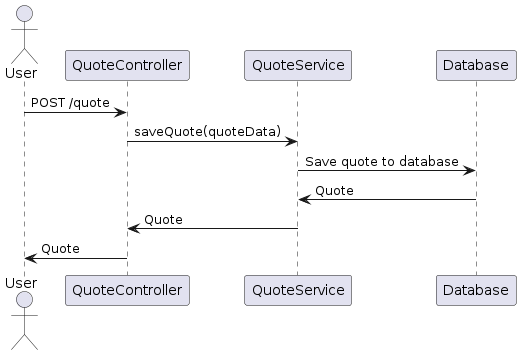 User
QuoteController
QuoteService
Database
POST /quote
saveQuote(quoteData)
Save quote to database
Quote
Quote
Quote
User
QuoteController
QuoteService
Database